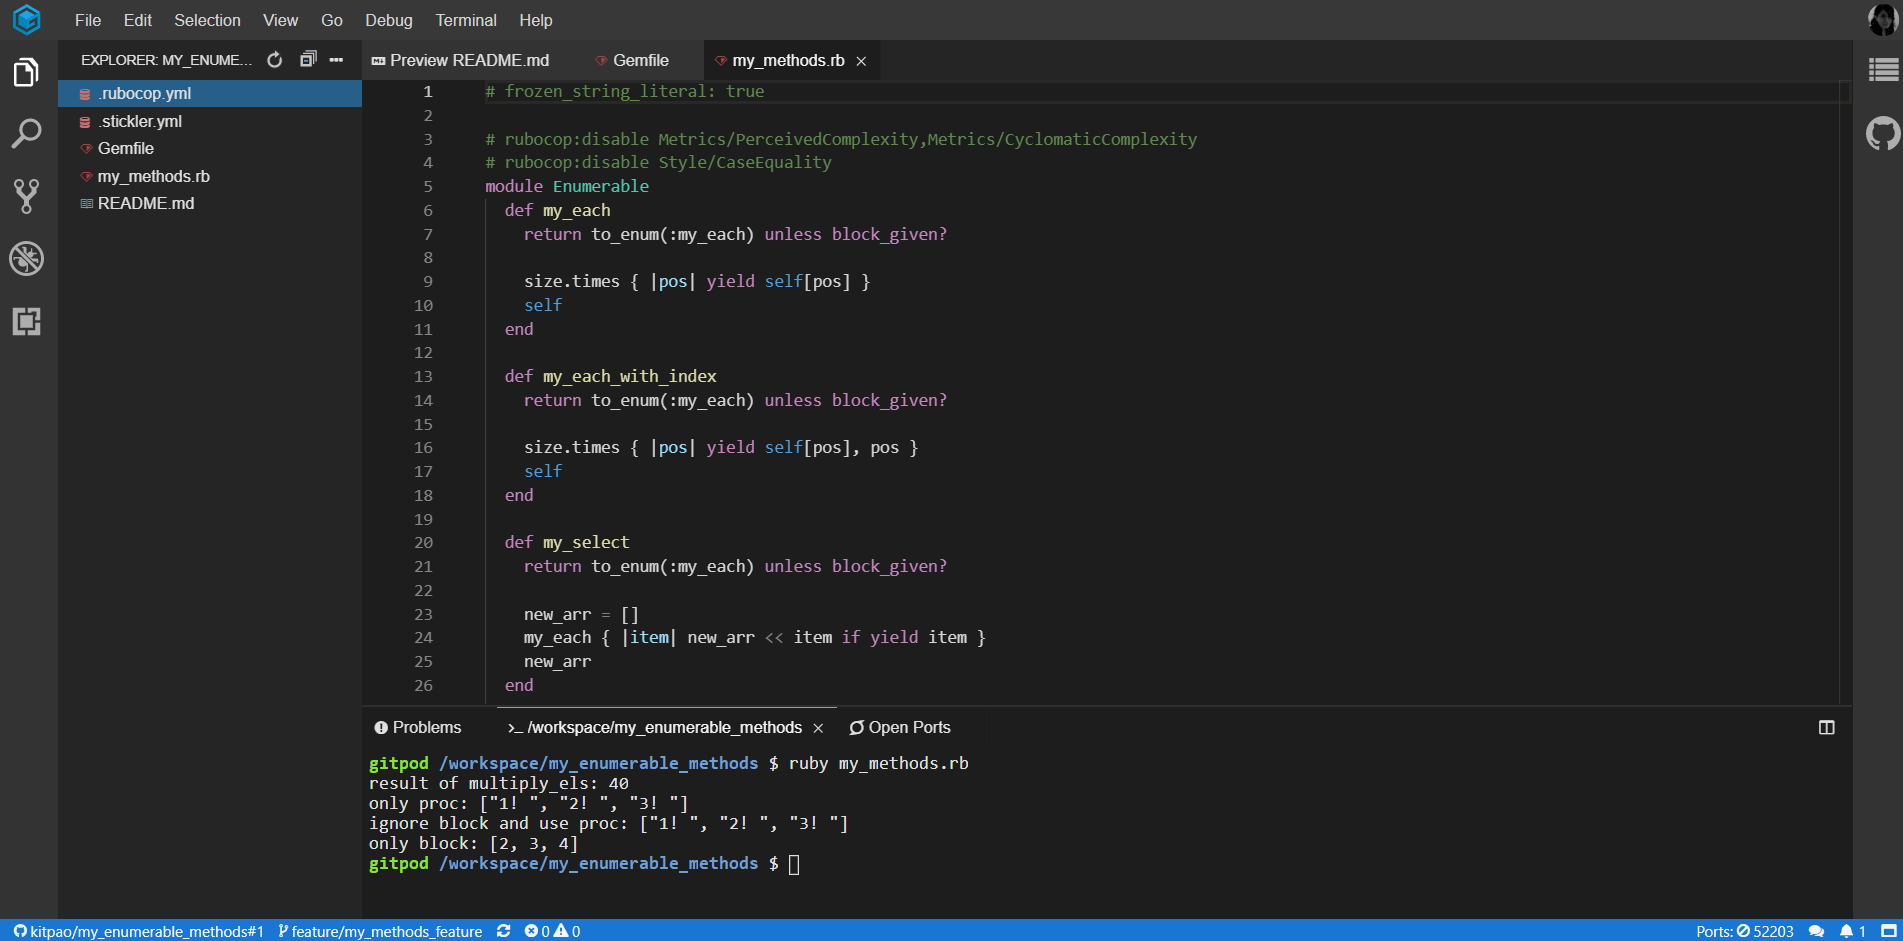 File Edit Selection View Go Debug Terminal Help
EXPLORER: MY_ENUME...
.rubocop.yml
.stickler.yml
Gemfile
my_methods.rb
README.md
Preview README.md Gemfile my_methods.rb
1 # frozen_string_literal: true
2
3 # rubocop:disable Metrics/PerceivedComplexity,Metrics/CyclomaticComplexity
4 # rubocop:disable Style/CaseEquality
5 module Enumerable
6 def my_each
7 return to_enum(:my_each) unless block_given?
8
9 size.times { |pos| yield self[pos] }
10 self
11 end
12
13 def my_each_with_index
14 return to_enum(:my_each) unless block_given?
15
16 size.times { |pos| yield self[pos], pos }
17 self
18 end
19
20 def my_select
21 return to_enum(:my_each) unless block_given?
22
23 new_arr = []
24 my_each { |item| new_arr << item if yield item }
25 new_arr
26 end
Problems >_ /workspace/my_enumerable_methods Open Ports
gitpod /workspace/my_enumerable_methods $ ruby my_methods.rb
result of multiply_els: 40
only proc: ["1! ", "2! ", "3! "]
ignore block and use proc: ["1! ", "2! ", "3! "]
only block: [2, 3, 4]
gitpod /workspace/my_enumerable_methods $
kitpao/my_enumerable_methods#1 feature/my_methods_feature 0 0 Ports: 52203 1